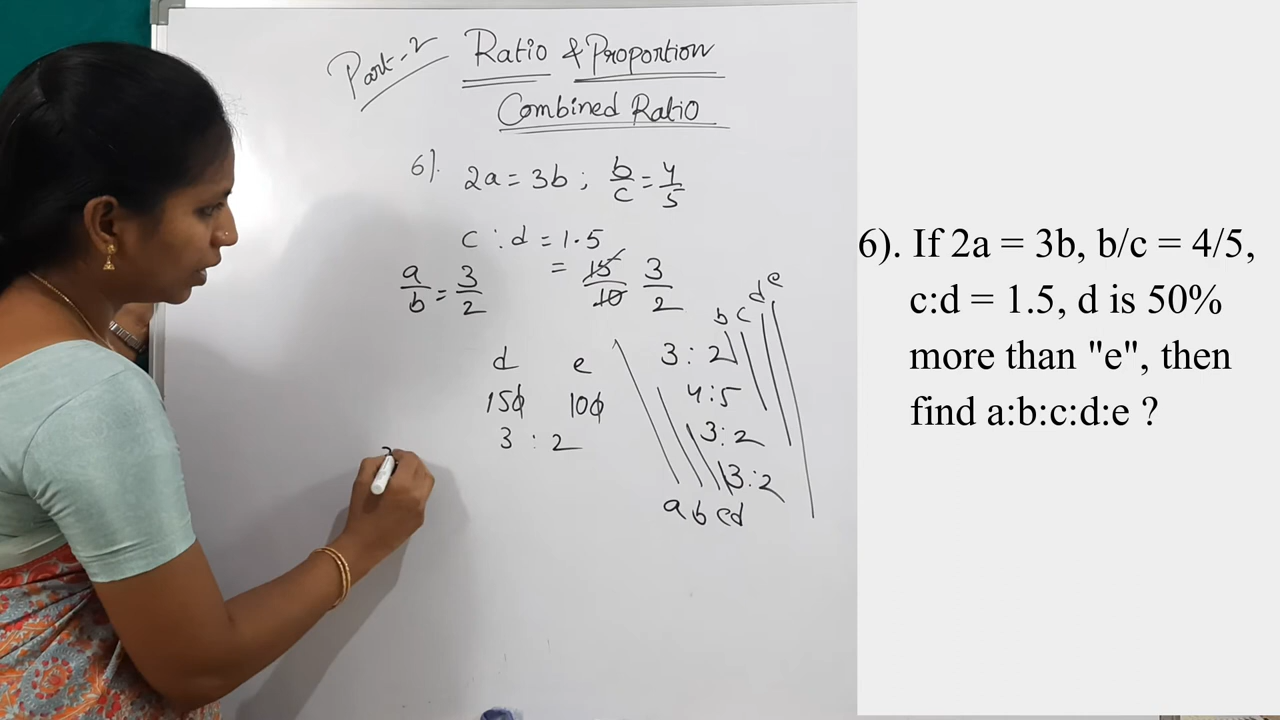 Part-2 Ratio & Proportion
Combined Ratio
6). 2a = 3b ; b/c = 4/5
c : d = 1.5
a/b = 3/2 = 15/10 3/2
d e
150 100
3 : 2
b c d e
3 : 2
4 : 5
3 : 2
3 : 2
a b c d
6). If 2a = 3b, b/c = 4/5,
c:d = 1.5, d is 50%
more than "e", then
find a:b:c:d:e ?